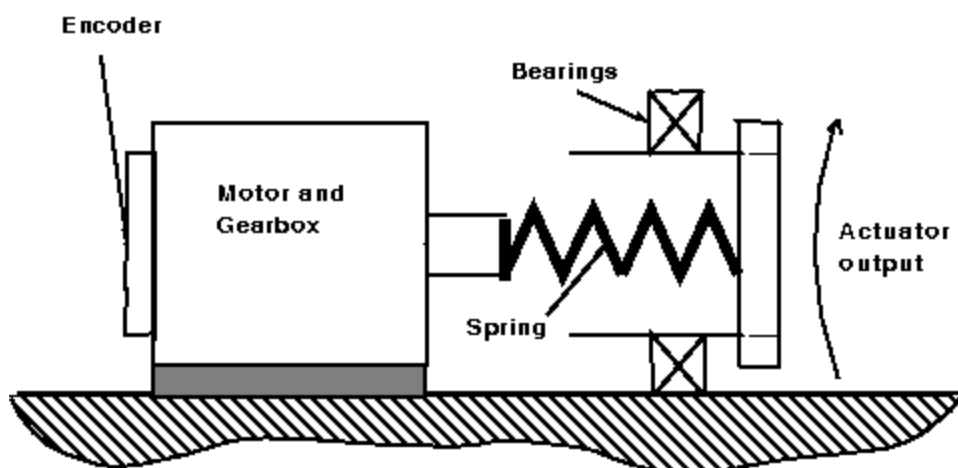 Encoder
Bearings
Motor and
Gearbox
Actuator
output
Spring